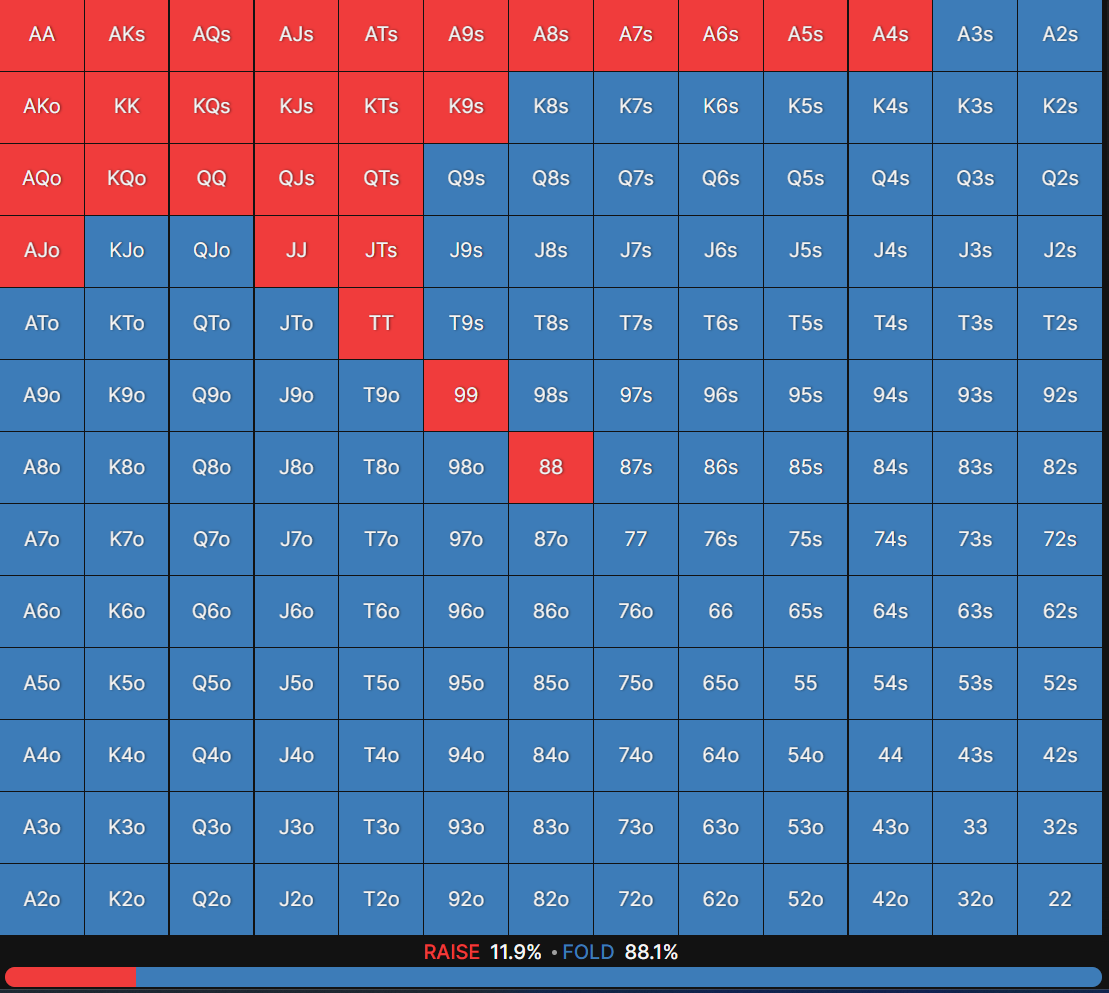 AA AKs AQs AJs ATs A9s A8s A7s A6s A5s A4s A3s A2s
AKo KK KQs KJs KTs K9s K8s K7s K6s K5s K4s K3s K2s
AQo KQo QQ QJs QTs Q9s Q8s Q7s Q6s Q5s Q4s Q3s Q2s
AJo KJo QJo JJ JTs J9s J8s J7s J6s J5s J4s J3s J2s
ATo KTo QTo JTo TT T9s T8s T7s T6s T5s T4s T3s T2s
A9o K9o Q9o J9o T9o 99 98s 97s 96s 95s 94s 93s 92s
A8o K8o Q8o J8o T8o 98o 88 87s 86s 85s 84s 83s 82s
A7o K7o Q7o J7o T7o 97o 87o 77 76s 75s 74s 73s 72s
A6o K6o Q6o J6o T6o 96o 86o 76o 66 65s 64s 63s 62s
A5o K5o Q5o J5o T5o 95o 85o 75o 65o 55 54s 53s 52s
A4o K4o Q4o J4o T4o 94o 84o 74o 64o 54o 44 43s 42s
A3o K3o Q3o J3o T3o 93o 83o 73o 63o 53o 43o 33 32s
A2o K2o Q2o J2o T2o 92o 82o 72o 62o 52o 42o 32o 22
RAISE 11.9% • FOLD 88.1%